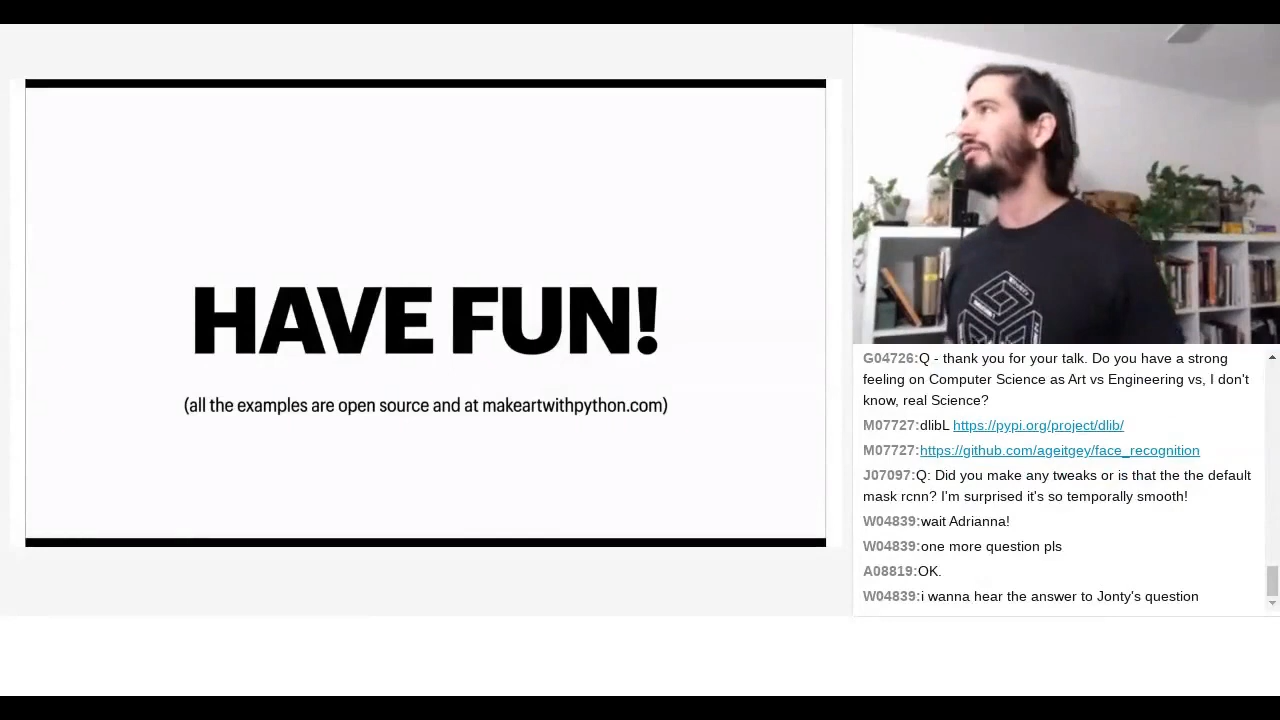 HAVE FUN!
(all the examples are open source and at makeartwithpython.com)
G04726:Q - thank you for your talk. Do you have a strong
feeling on Computer Science as Art vs Engineering vs, I don't
know, real Science?
M07727:dlibL https://pypi.org/project/dlib/
M07727:https://github.com/ageitgey/face_recognition
J07097:Q: Did you make any tweaks or is that the the default
mask rcnn? I'm surprised it's so temporally smooth!
W04839:wait Adrianna!
W04839:one more question pls
A08819:OK.
W04839:i wanna hear the answer to Jonty's question